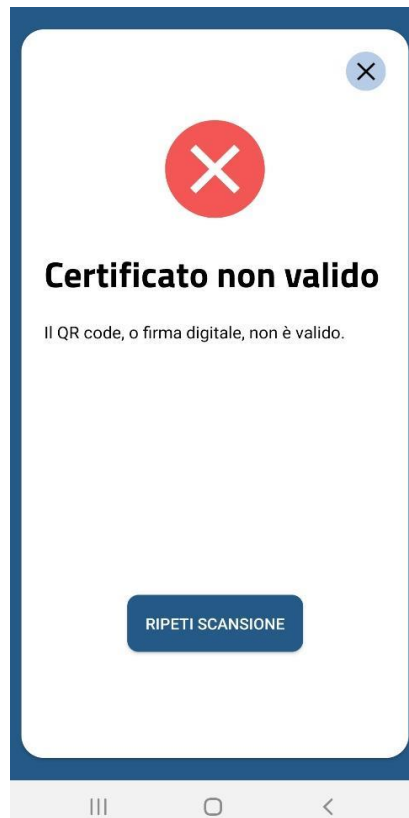 Certificato non valido
Il QR code, o firma digitale, non è valido.
RIPETI SCANSIONE